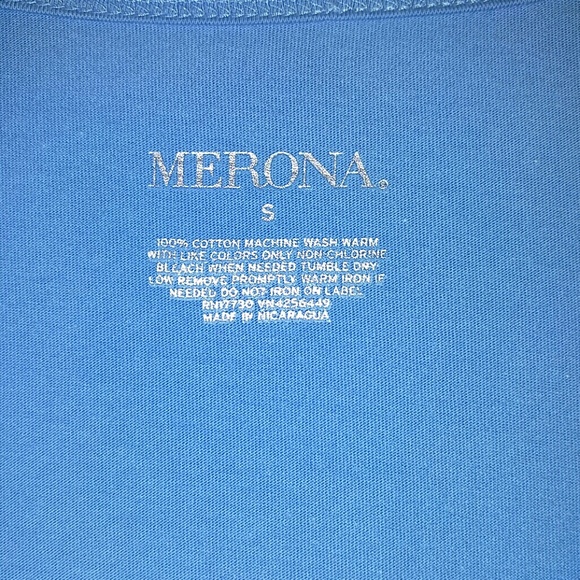 MERONA®
S
100% COTTON MACHINE WASH WARM
WITH LIKE COLORS ONLY NON-CHLORINE
BLEACH WHEN NEEDED TUMBLE DRY
LOW REMOVE PROMPTLY WARM IRON IF
NEEDED DO NOT IRON ON LABEL
RN17730 VN4256449
MADE IN NICARAGUA